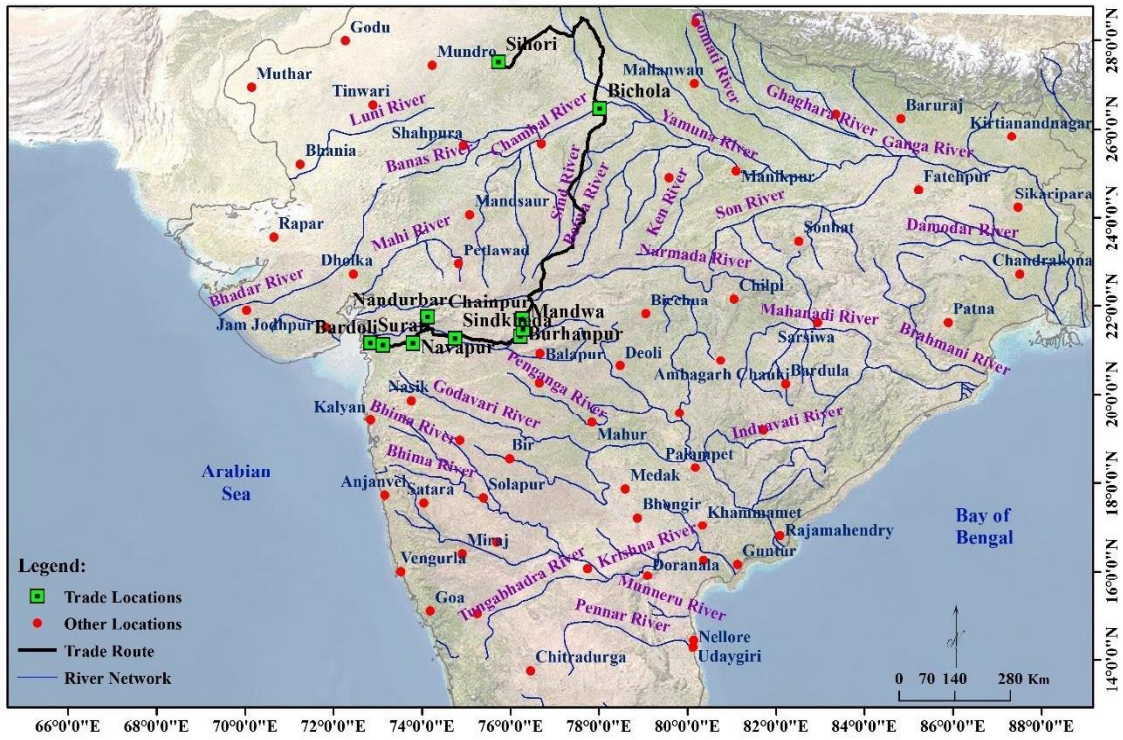 Godu
Mundro
Sihori
Muthar
Mallanwan
Gomati River
Tinwari
Bichola
Luni River
Ghaghara River
Baruraj
Kirtianandnagar
Shahpura
Chambal River
Yamuna River
Banas River
Bhania
Ganga River
Sind River
Manikpur
Fatehpur
Betwa River
Ken River
Sikaripara
Mandsaur
Son River
Rapar
Mahi River
Sonhat
Damodar River
Dholka
Petlawad
Narmada River
Chandrakona
Bhadar River
Chilpi
Nandurbar
Chainpur
Mandwa
Bicchua
Mahanadi River
Patna
Jam Jodhpur
Bardoli
Surat
Sindkheda
Burhanpur
Sarsiwa
Brahmani River
Navapur
Balapur
Deoli
Ambagarh Chauki
Bardula
Penganga River
Nasik
Godavari River
Kalyan
Bhima River
Mahur
Indravati River
Bir
Palampet
Bhima River
Arabian
Sea
Anjanvel
Satara
Solapur
Medak
Bhongir
Khammamet
Rajamahendry
Bay of
Bengal
Miraj
Krishna River
Guntur
Vengurla
Doranala
Tungabhadra River
Munneru River
Goa
Pennar River
Nellore
Udaygiri
Chitradurga
Legend:
Trade Locations
Other Locations
Trade Route
River Network
0 70 140 280 Km
28°0'0"N
26°0'0"N
24°0'0"N
22°0'0"N
20°0'0"N
18°0'0"N
16°0'0"N
14°0'0"N
66°0'0"E 68°0'0"E 70°0'0"E 72°0'0"E 74°0'0"E 76°0'0"E 78°0'0"E 80°0'0"E 82°0'0"E 84°0'0"E 86°0'0"E 88°0'0"E